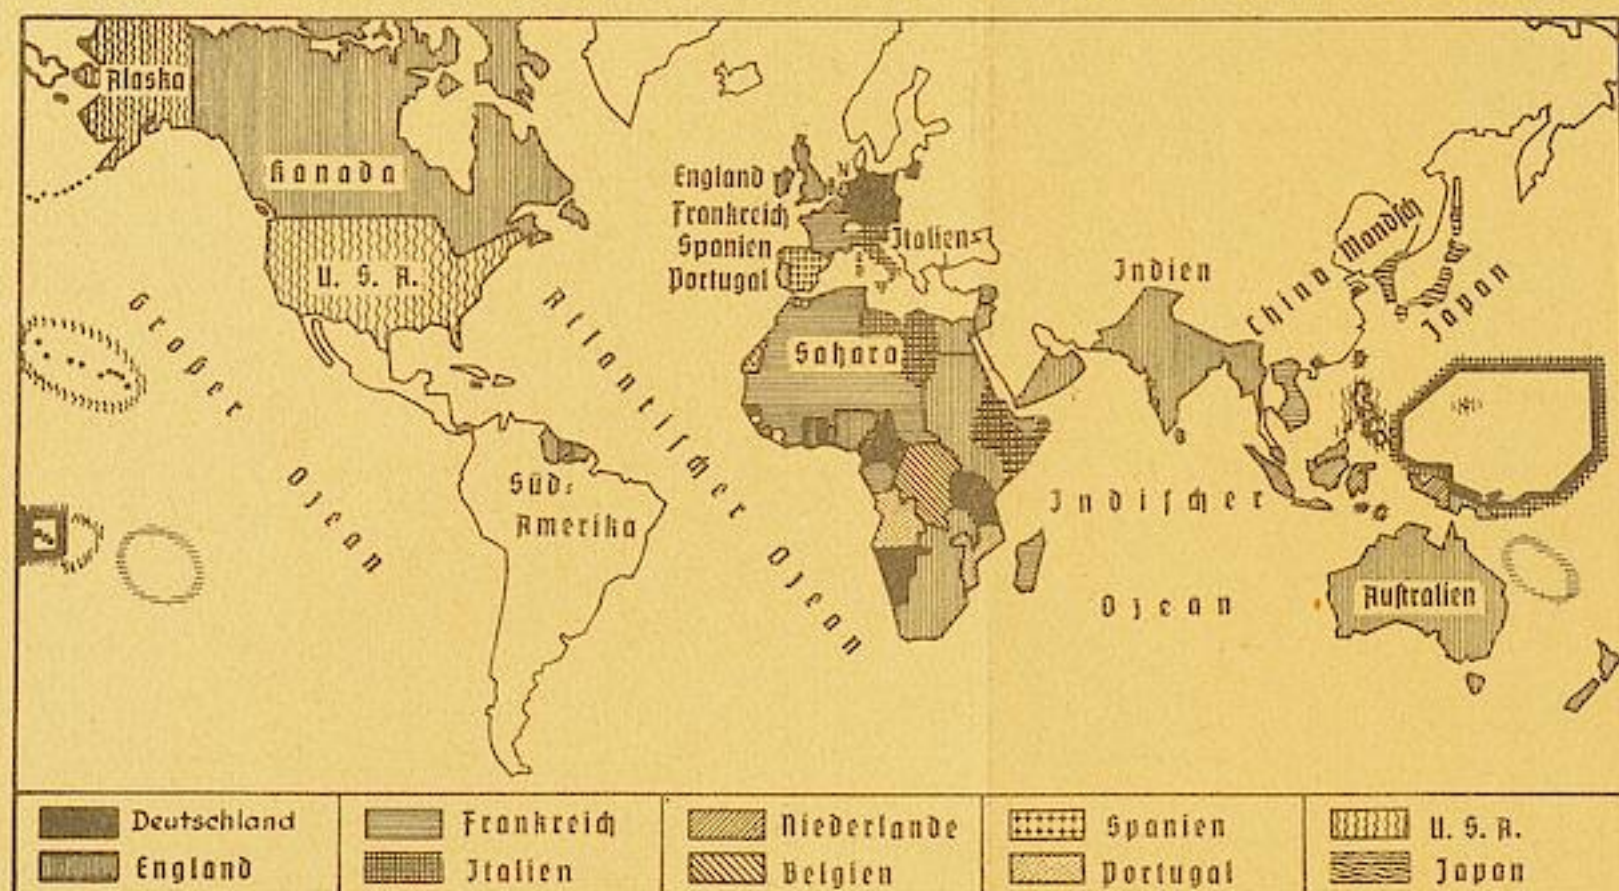 Alaska
Kanada
U. S. A.
Großer
Ozean
Atlantischer
Ozean
Süd-
Amerika
England
Frankreich
Spanien
Portugal
Italien
Sahara
Indien
China
Mandsch
Japan
Indischer
Ozean
Australien
Deutschland
England
Frankreich
Italien
Niederlande
Belgien
Spanien
Portugal
U. S. A.
Japan